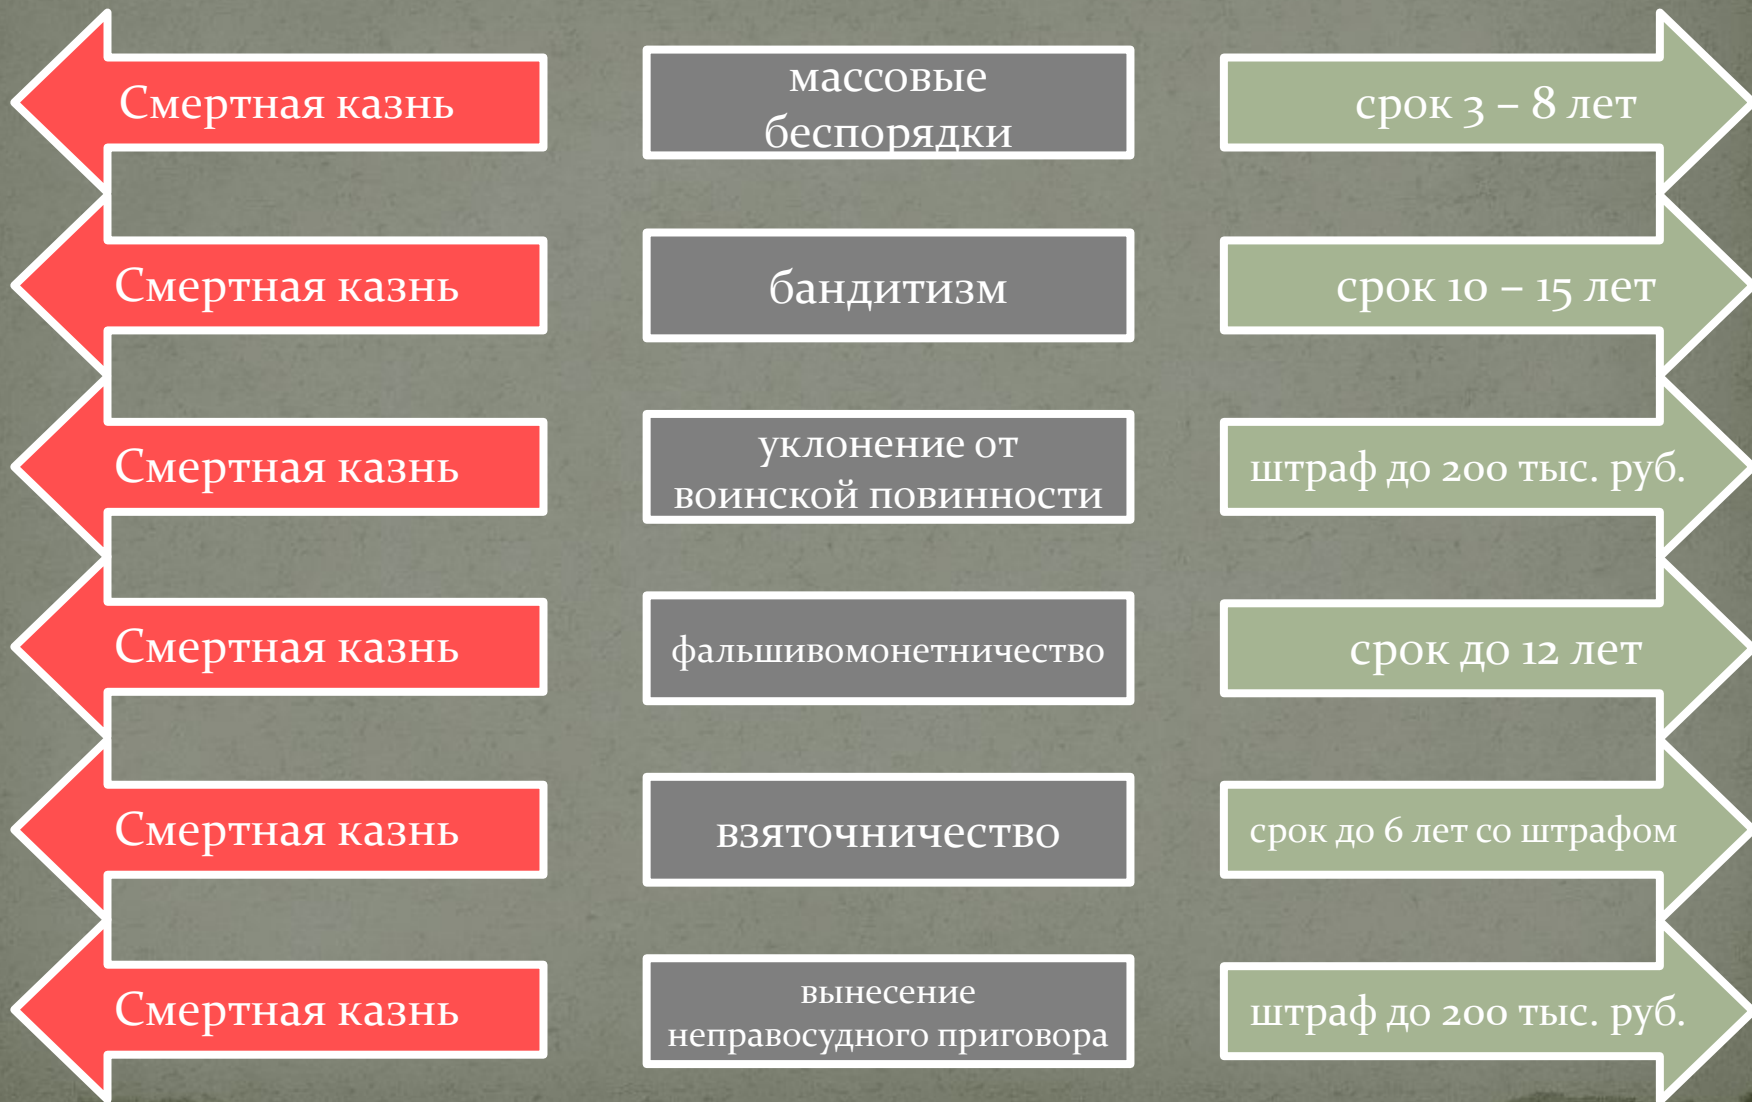 Смертная казнь
массовые
беспорядки
срок 3 – 8 лет
Смертная казнь
бандитизм
срок 10 – 15 лет
Смертная казнь
уклонение от
воинской повинности
штраф до 200 тыс. руб.
Смертная казнь
фальшивомонетничество
срок до 12 лет
Смертная казнь
взяточничество
срок до 6 лет со штрафом
Смертная казнь
вынесение
неправосудного приговора
штраф до 200 тыс. руб.